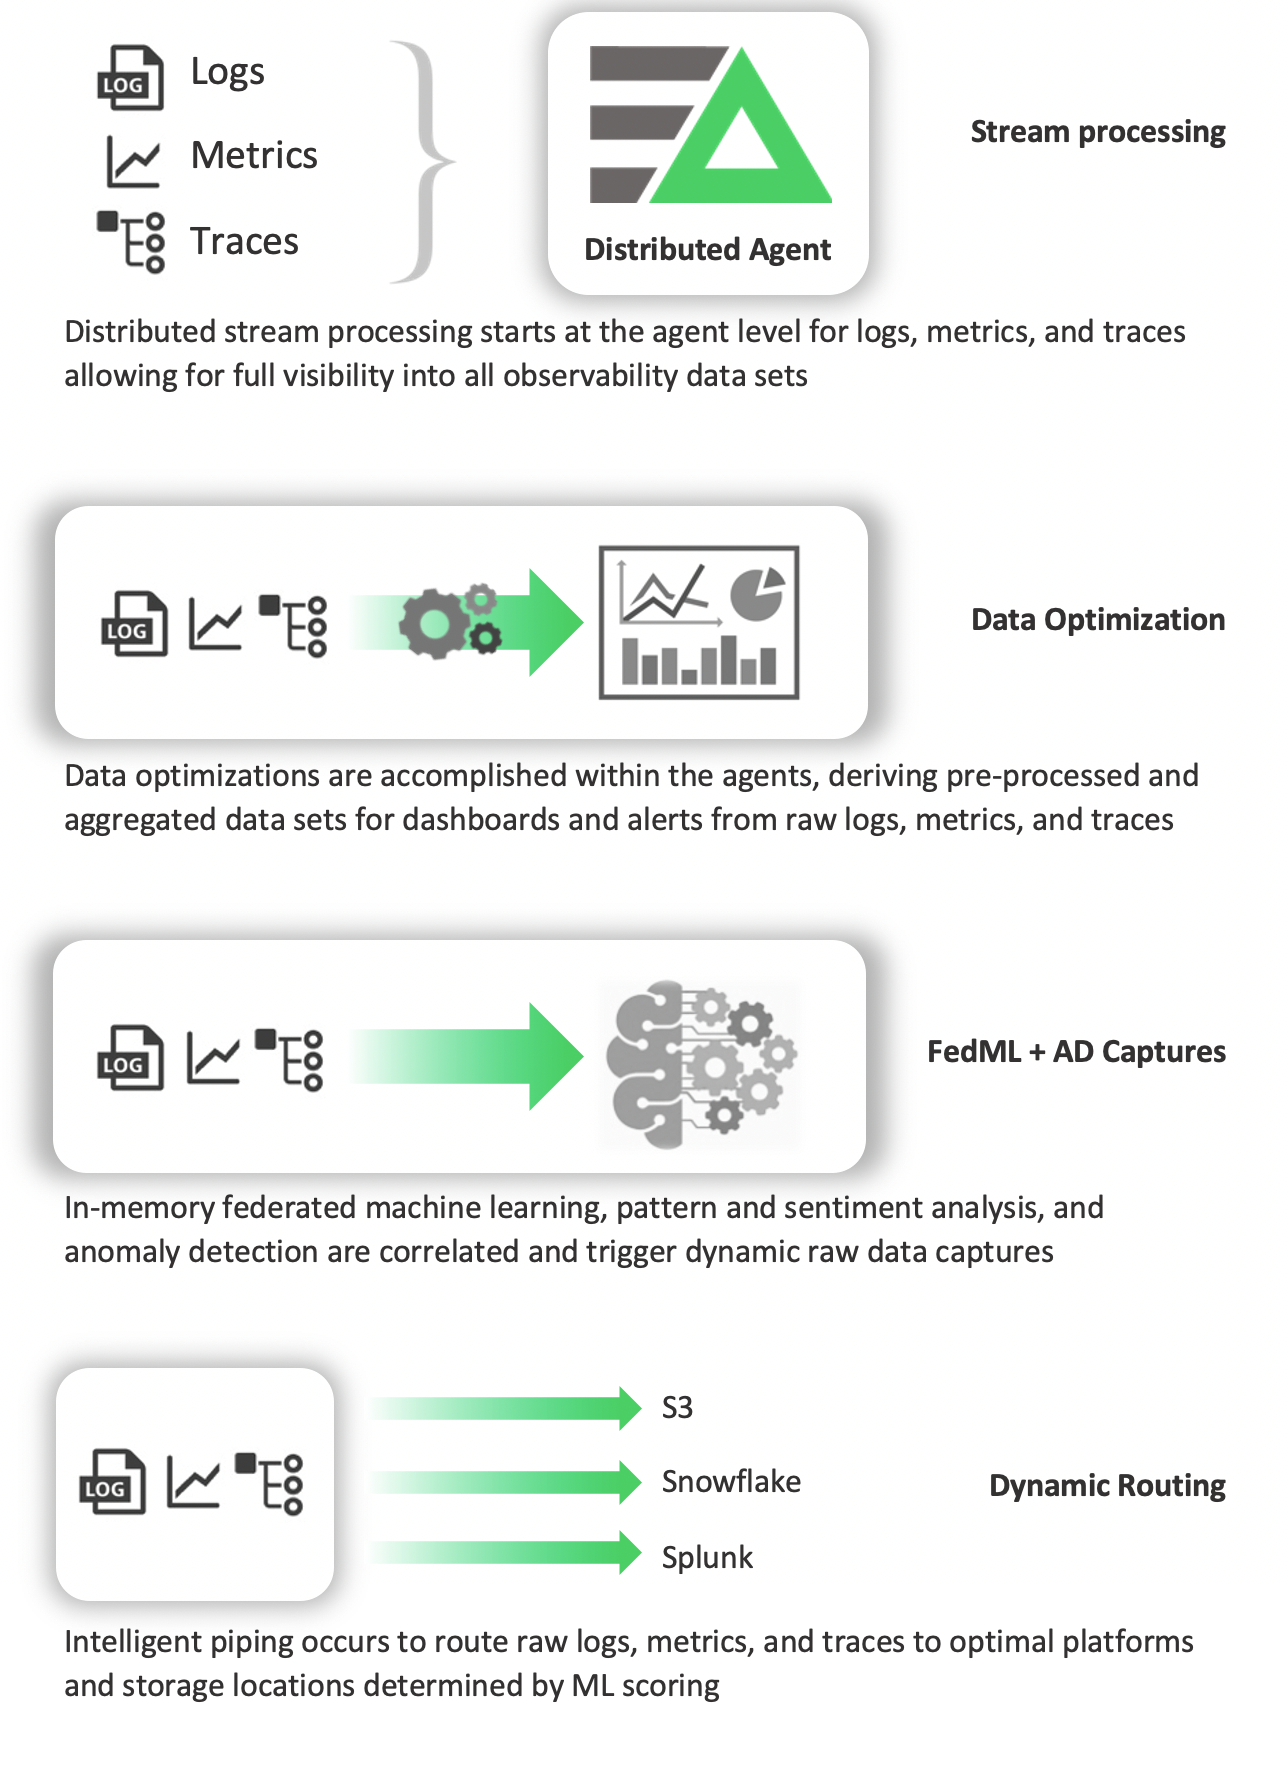 LOG
Logs
Metrics
Traces
Distributed Agent
Stream processing
Distributed stream processing starts at the agent level for logs, metrics, and traces
allowing for full visibility into all observability data sets
LOG
Data Optimization
Data optimizations are accomplished within the agents, deriving pre-processed and
aggregated data sets for dashboards and alerts from raw logs, metrics, and traces
LOG
FedML + AD Captures
In-memory federated machine learning, pattern and sentiment analysis, and
anomaly detection are correlated and trigger dynamic raw data captures
LOG
S3
Snowflake
Splunk
Dynamic Routing
Intelligent piping occurs to route raw logs, metrics, and traces to optimal platforms
and storage locations determined by ML scoring